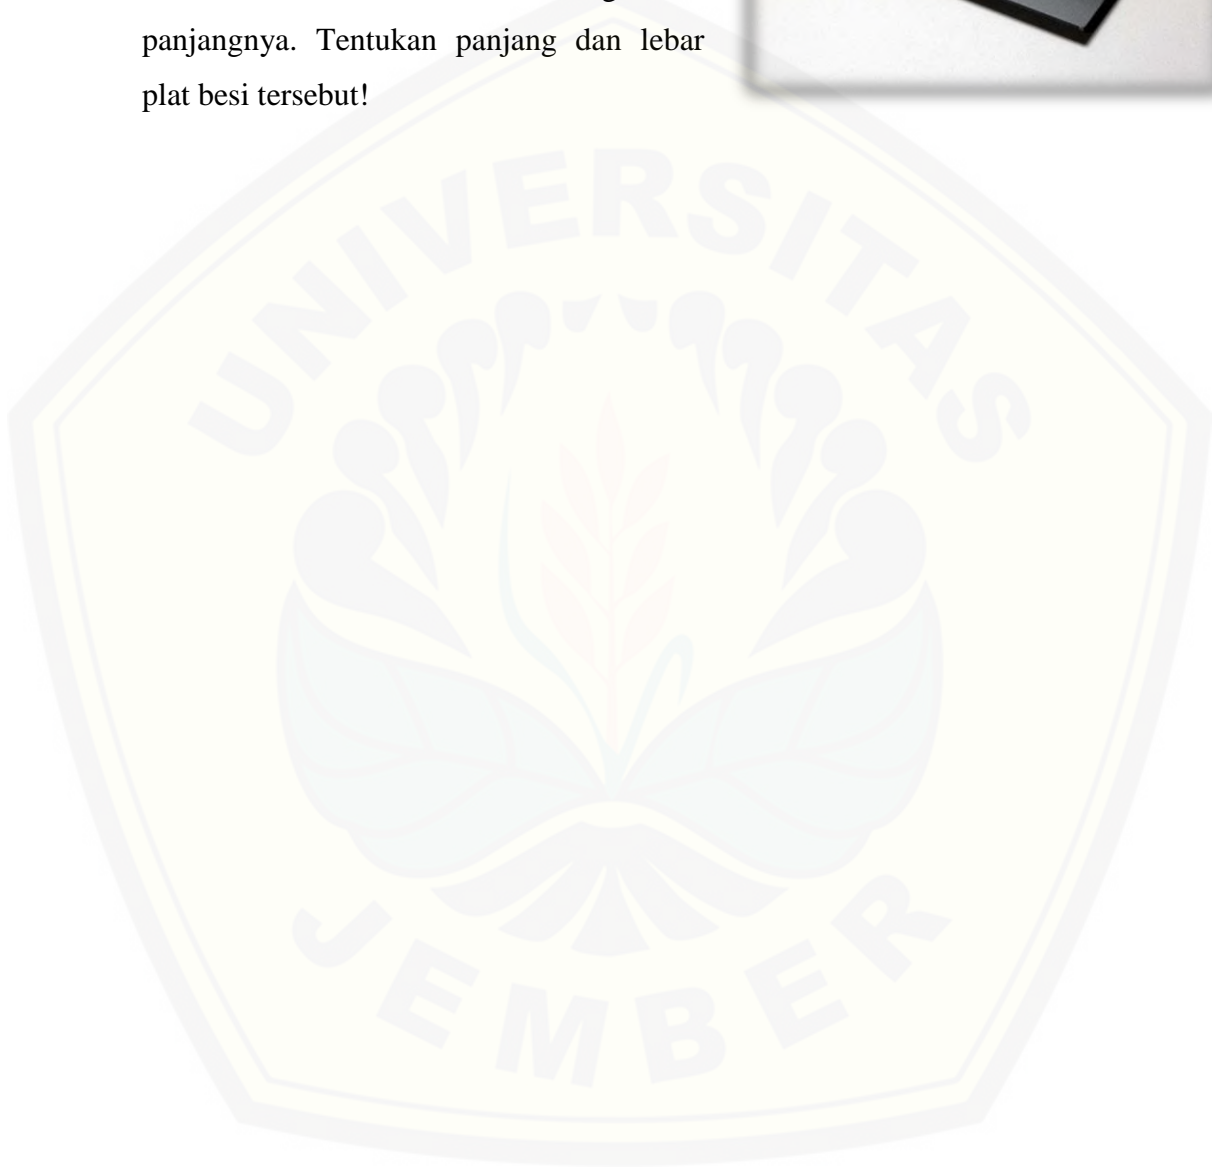 panjangnya. Tentukan panjang dan lebar
plat besi tersebut!
UNIVERSITAS
JEMBER